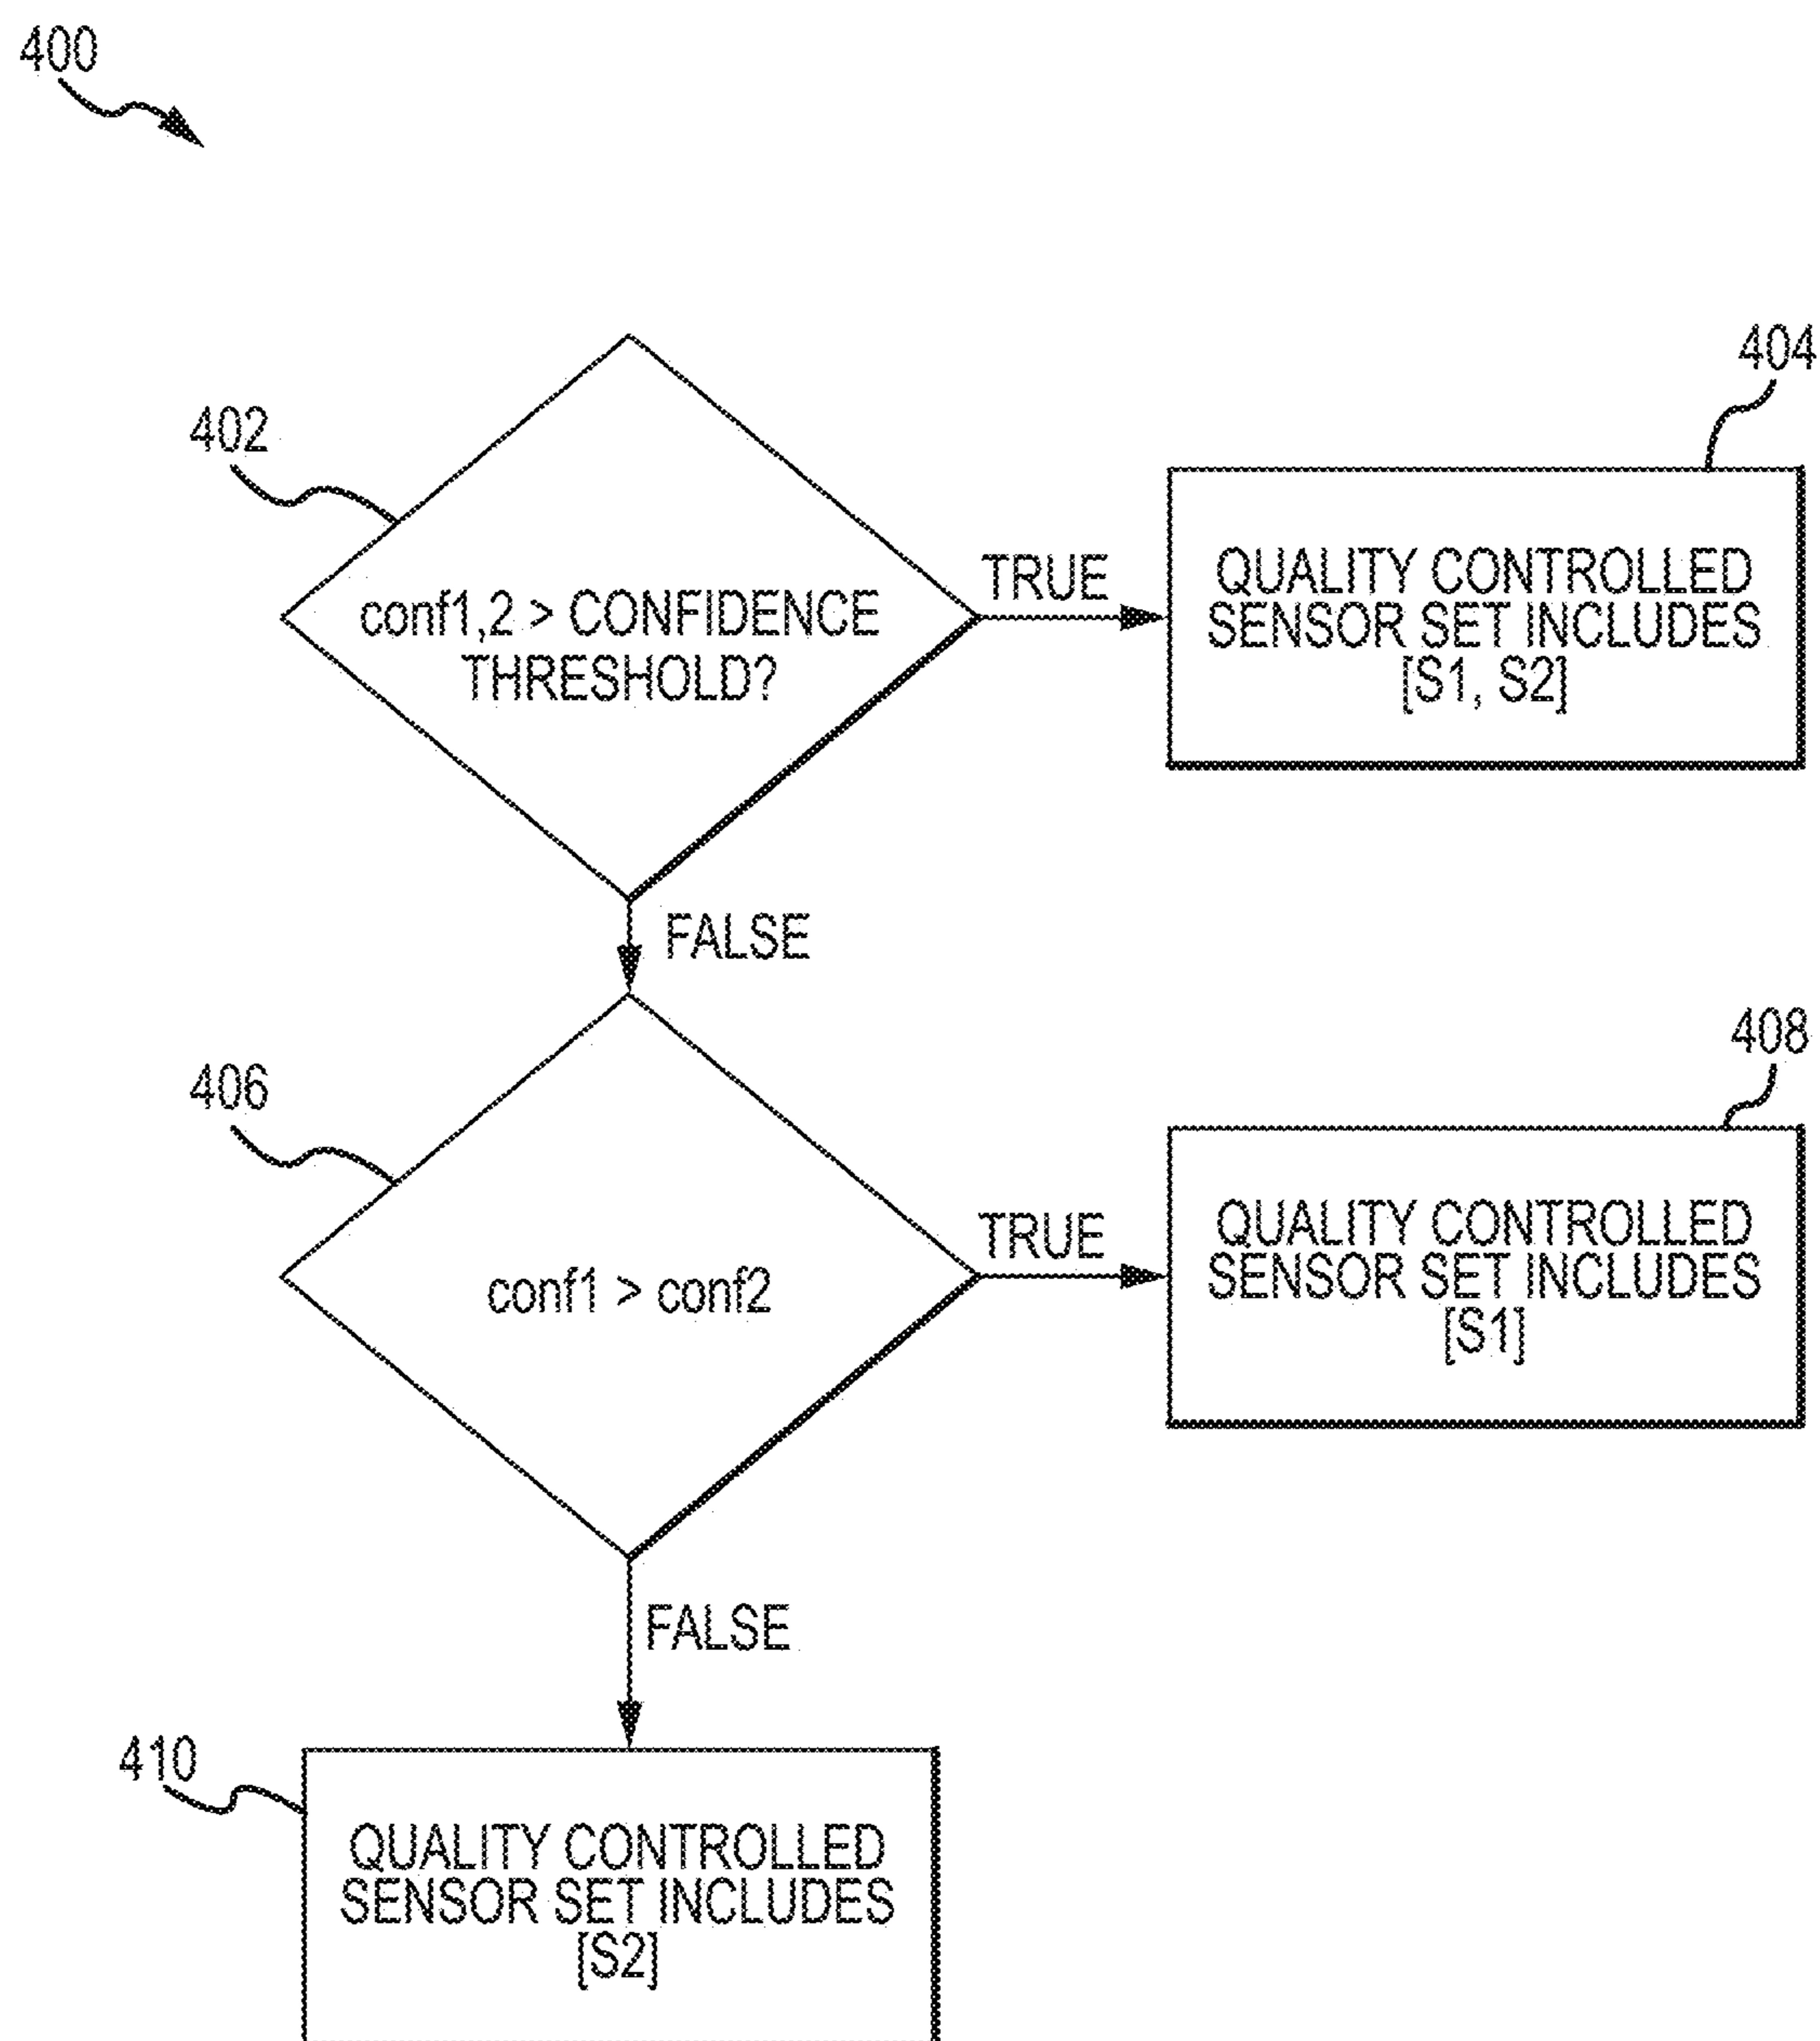 400
402
conf1,2 > CONFIDENCE
THRESHOLD?
TRUE
404
QUALITY CONTROLLED
SENSOR SET INCLUDES
[S1, S2]
FALSE
406
conf1 > conf2
TRUE
408
QUALITY CONTROLLED
SENSOR SET INCLUDES
[S1]
FALSE
410
QUALITY CONTROLLED
SENSOR SET INCLUDES
[S2]